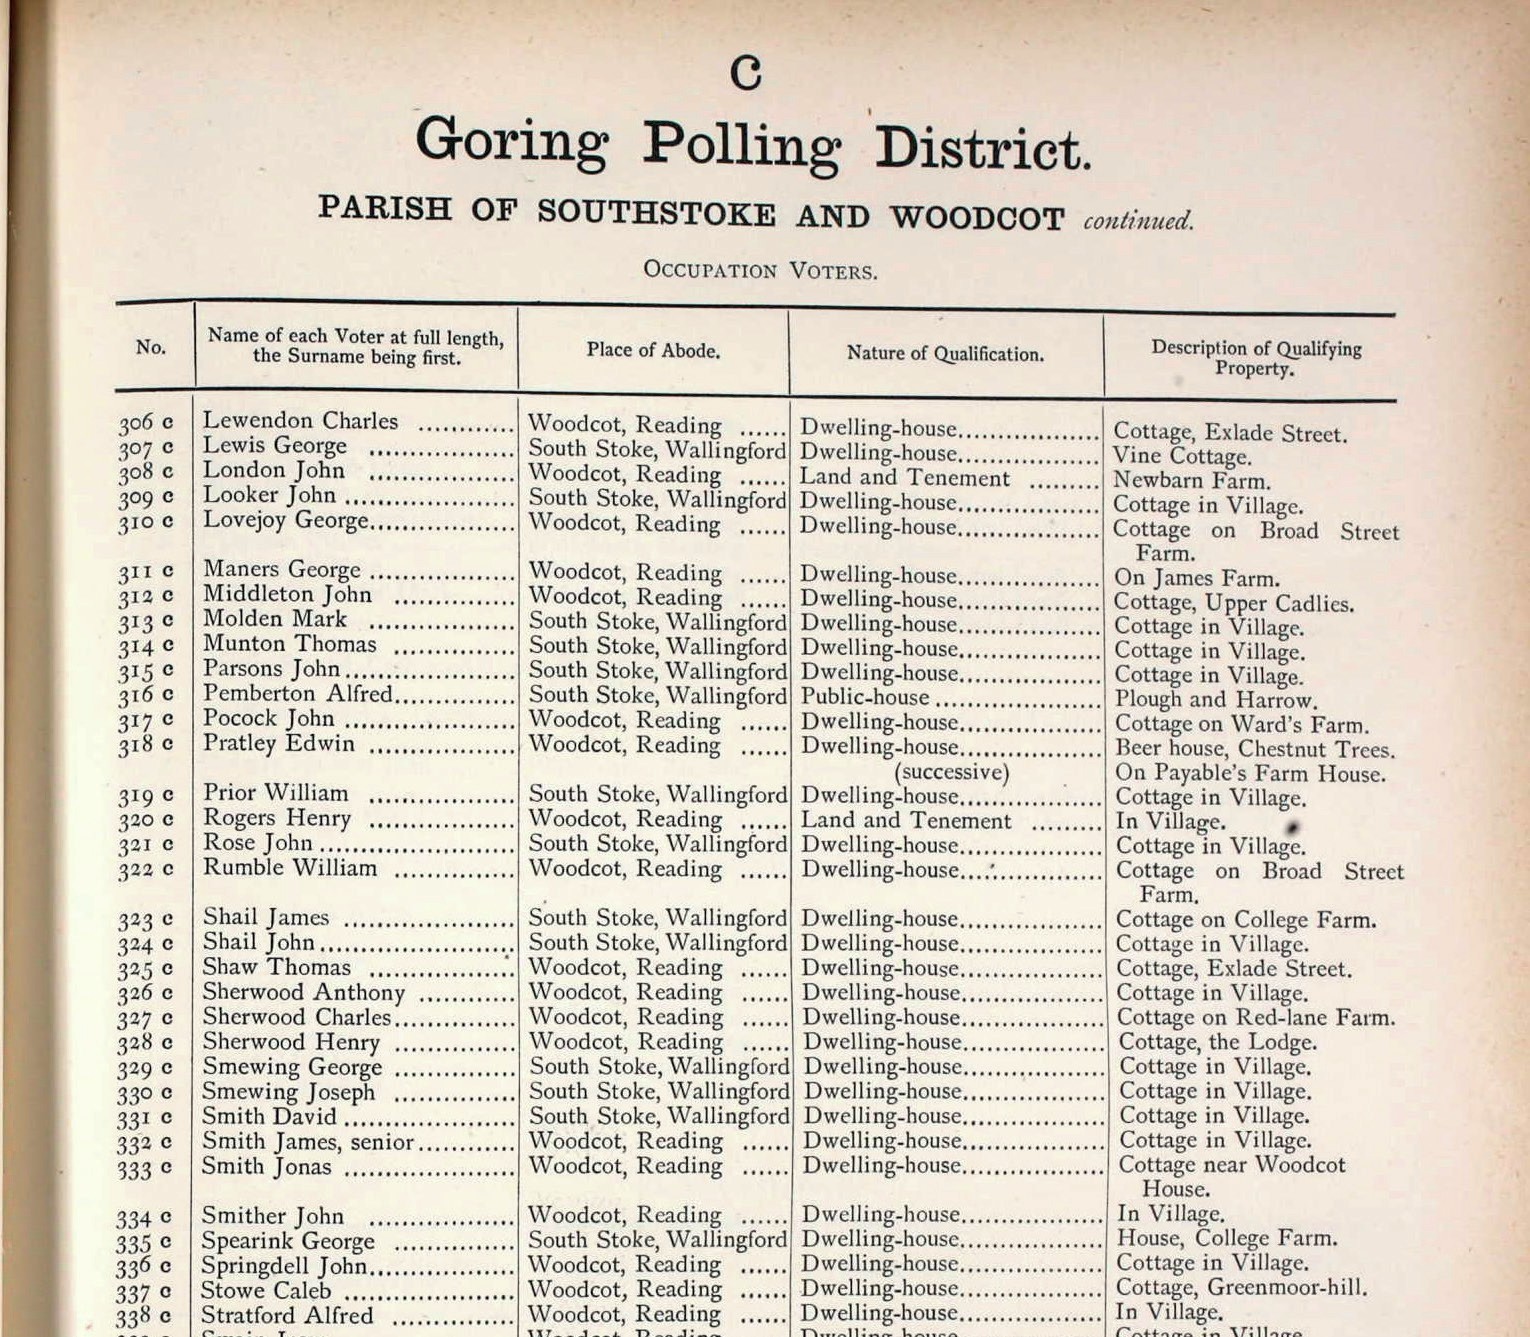 C
Goring Polling District.
PARISH OF SOUTHSTOKE AND WOODCOT continued.
OCCUPATION VOTERS.
No. Name of each Voter at full length, the Surname being first. Place of Abode. Nature of Qualification. Description of Qualifying Property.
306 c Lewendon Charles ............ Woodcot, Reading ...... Dwelling-house.................. Cottage, Exlade Street.
307 c Lewis George .................. South Stoke, Wallingford Dwelling-house.................. Vine Cottage.
308 c London John .................. Woodcot, Reading ...... Land and Tenement ......... Newbarn Farm.
309 c Looker John ..................... South Stoke, Wallingford Dwelling-house.................. Cottage in Village.
310 c Lovejoy George.................. Woodcot, Reading ...... Dwelling-house.................. Cottage on Broad Street
Farm.
311 c Maners George .................. Woodcot, Reading ...... Dwelling-house.................. On James Farm.
312 c Middleton John ............... Woodcot, Reading ...... Dwelling-house.................. Cottage, Upper Cadlies.
313 c Molden Mark .................. South Stoke, Wallingford Dwelling-house.................. Cottage in Village.
314 c Munton Thomas ............... South Stoke, Wallingford Dwelling-house.................. Cottage in Village.
315 c Parsons John..................... South Stoke, Wallingford Dwelling-house.................. Cottage in Village.
316 c Pemberton Alfred............... South Stoke, Wallingford Public-house ..................... Plough and Harrow.
317 c Pocock John ..................... Woodcot, Reading ...... Dwelling-house.................. Cottage on Ward's Farm.
318 c Pratley Edwin .................. Woodcot, Reading ...... Dwelling-house.................. Beer house, Chestnut Trees.
(successive) On Payable's Farm House.
319 c Prior William .................. South Stoke, Wallingford Dwelling-house.................. Cottage in Village.
320 c Rogers Henry .................. Woodcot, Reading ...... Land and Tenement ......... In Village.
321 c Rose John ........................ South Stoke, Wallingford Dwelling-house.................. Cottage in Village.
322 c Rumble William ............... Woodcot, Reading ...... Dwelling-house.................. Cottage on Broad Street
Farm.
323 c Shail James ..................... South Stoke, Wallingford Dwelling-house.................. Cottage on College Farm.
324 c Shail John........................ South Stoke, Wallingford Dwelling-house.................. Cottage in Village.
325 c Shaw Thomas .................. Woodcot, Reading ...... Dwelling-house.................. Cottage, Exlade Street.
326 c Sherwood Anthony ............ Woodcot, Reading ...... Dwelling-house.................. Cottage in Village.
327 c Sherwood Charles............... Woodcot, Reading ...... Dwelling-house.................. Cottage on Red-lane Farm.
328 c Sherwood Henry ............... Woodcot, Reading ...... Dwelling-house.................. Cottage, the Lodge.
329 c Smewing George ............... South Stoke, Wallingford Dwelling-house.................. Cottage in Village.
330 c Smewing Joseph ............... South Stoke, Wallingford Dwelling-house.................. Cottage in Village.
331 c Smith David ..................... South Stoke, Wallingford Dwelling-house.................. Cottage in Village.
332 c Smith James, senior............ Woodcot, Reading ...... Dwelling-house.................. Cottage in Village.
333 c Smith Jonas ..................... Woodcot, Reading ...... Dwelling-house.................. Cottage near Woodcot
House.
334 c Smither John .................. Woodcot, Reading ...... Dwelling-house.................. In Village.
335 c Spearink George ............... South Stoke, Wallingford Dwelling-house.................. House, College Farm.
336 c Springdell John.................. Woodcot, Reading ...... Dwelling-house.................. Cottage in Village.
337 c Stowe Caleb ..................... Woodcot, Reading ...... Dwelling-house.................. Cottage, Greenmoor-hill.
338 c Stratford Alfred ............... Woodcot, Reading ...... Dwelling-house.................. In Village.
Woodcot, Reading Dwelling-house Cottage in Village